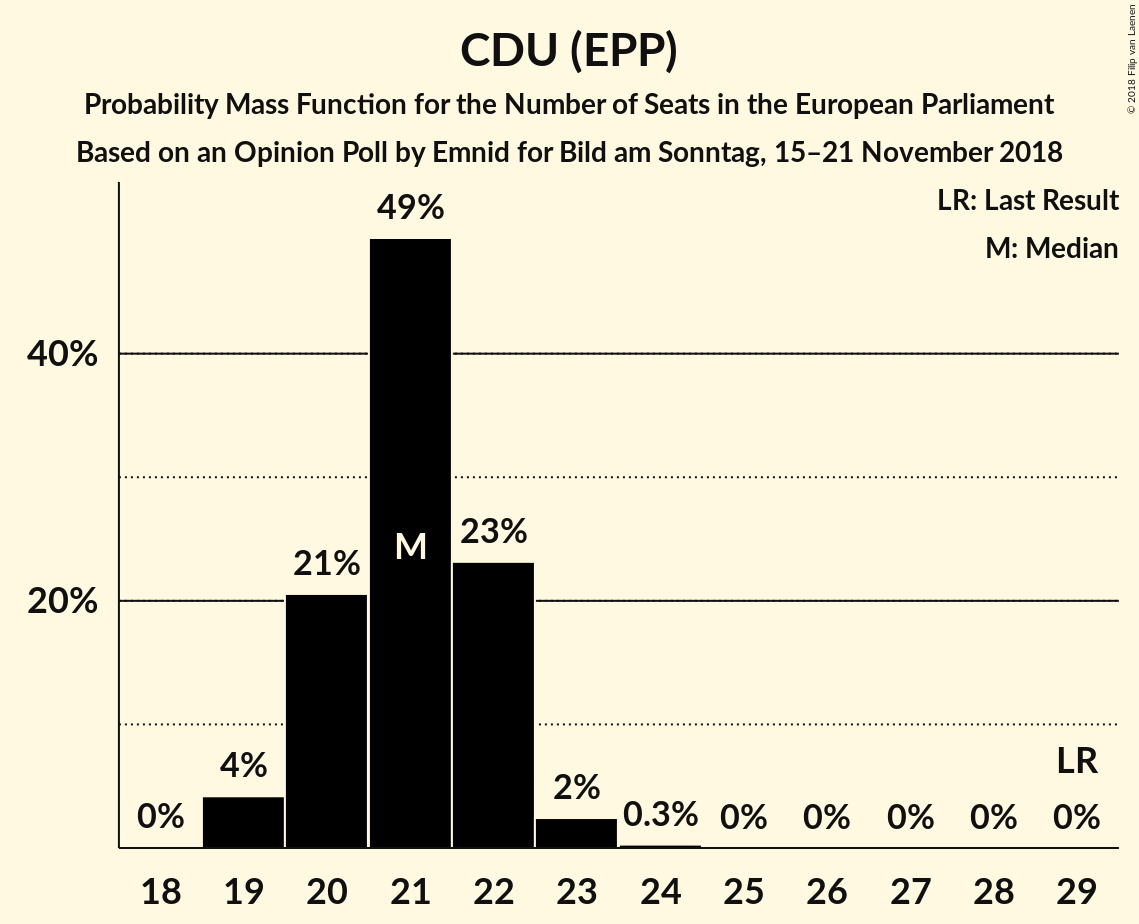 © 2018 Filip van Laenen
CDU (EPP)
Probability Mass Function for the Number of Seats in the European Parliament
Based on an Opinion Poll by Emnid for Bild am Sonntag, 15–21 November 2018
LR: Last Result
M: Median
49%
40%
23%
M
21%
20%
LR
4%
2%
0%
0.3%
0%
0%
0%
0%
0%
18 19 20 21 22 23 24 25 26 27 28 29